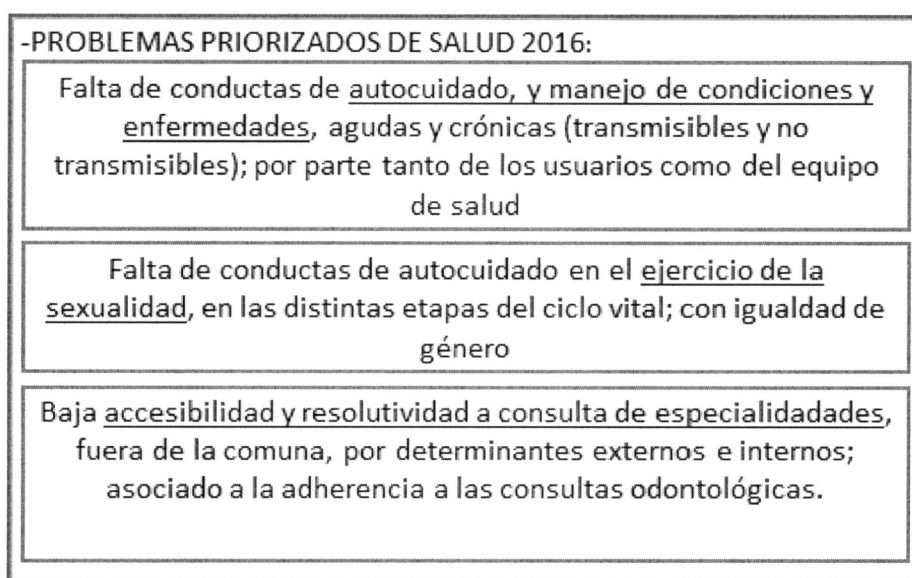 -PROBLEMAS PRIORIZADOS DE SALUD 2016:
Falta de conductas de autocuidado, y manejo de condiciones y
enfermedades, agudas y crónicas (transmisibles y no
transmisibles); por parte tanto de los usuarios como del equipo
de salud
Falta de conductas de autocuidado en el ejercicio de la
sexualidad, en las distintas etapas del ciclo vital; con igualdad de
género
Baja accesibilidad y resolutividad a consulta de especialidadades,
fuera de la comuna, por determinantes externos e internos;
asociado a la adherencia a las consultas odontológicas.